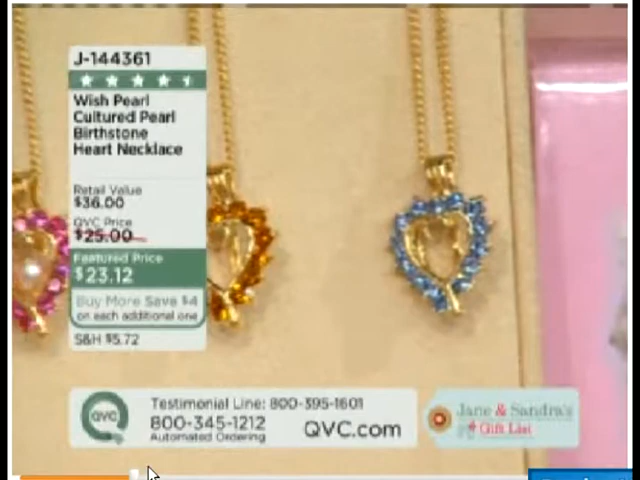 J-144361
Wish Pearl
Cultured Pearl
Birthstone
Heart Necklace
Retail Value
$36.00
QVC Price
$25.00
Featured Price
$23.12
Buy More Save $4
on each additional one
S&H $5.72
QVC
Testimonial Line: 800-395-1601
800-345-1212
Automated Ordering
QVC.com
Jane & Sandra's
Gift List